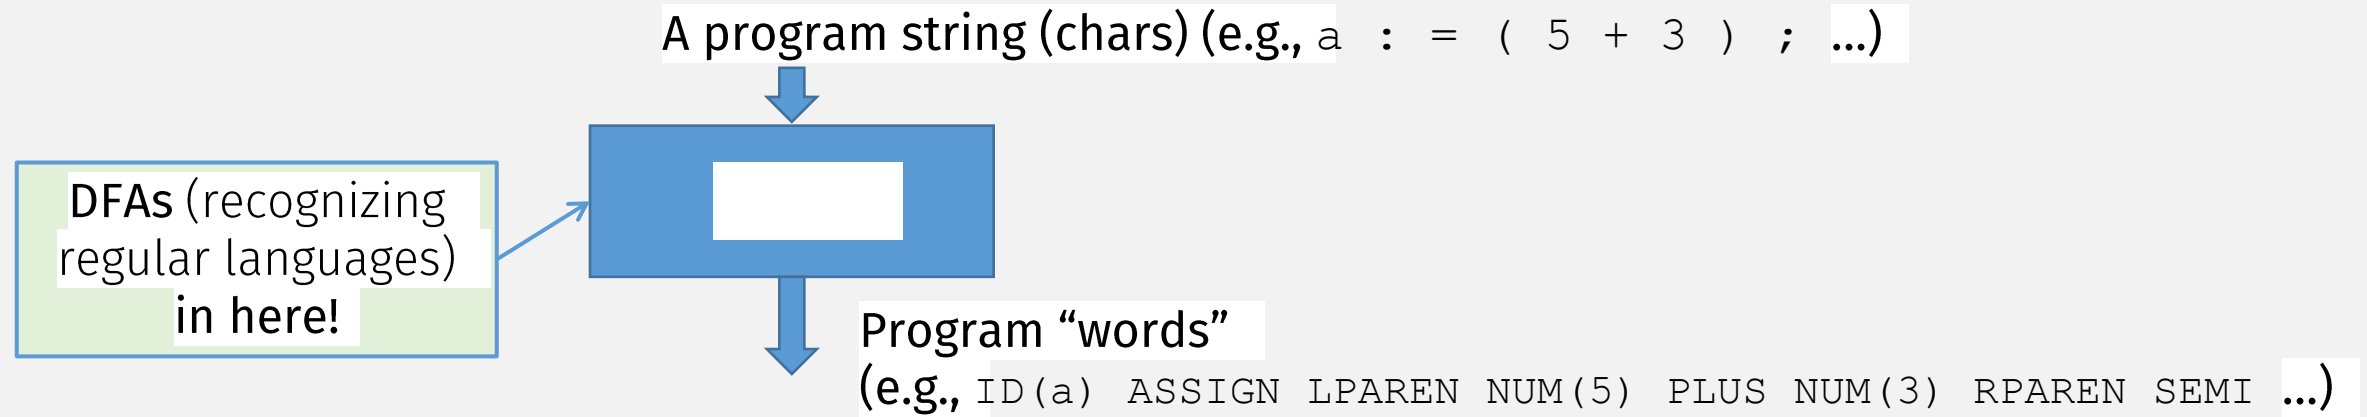 A program string (chars) (e.g., a : = ( 5 + 3 ) ; ...)
DFAs (recognizing
regular languages)
in here!
Program “words”
(e.g., ID(a) ASSIGN LPAREN NUM(5) PLUS NUM(3) RPAREN SEMI ...)